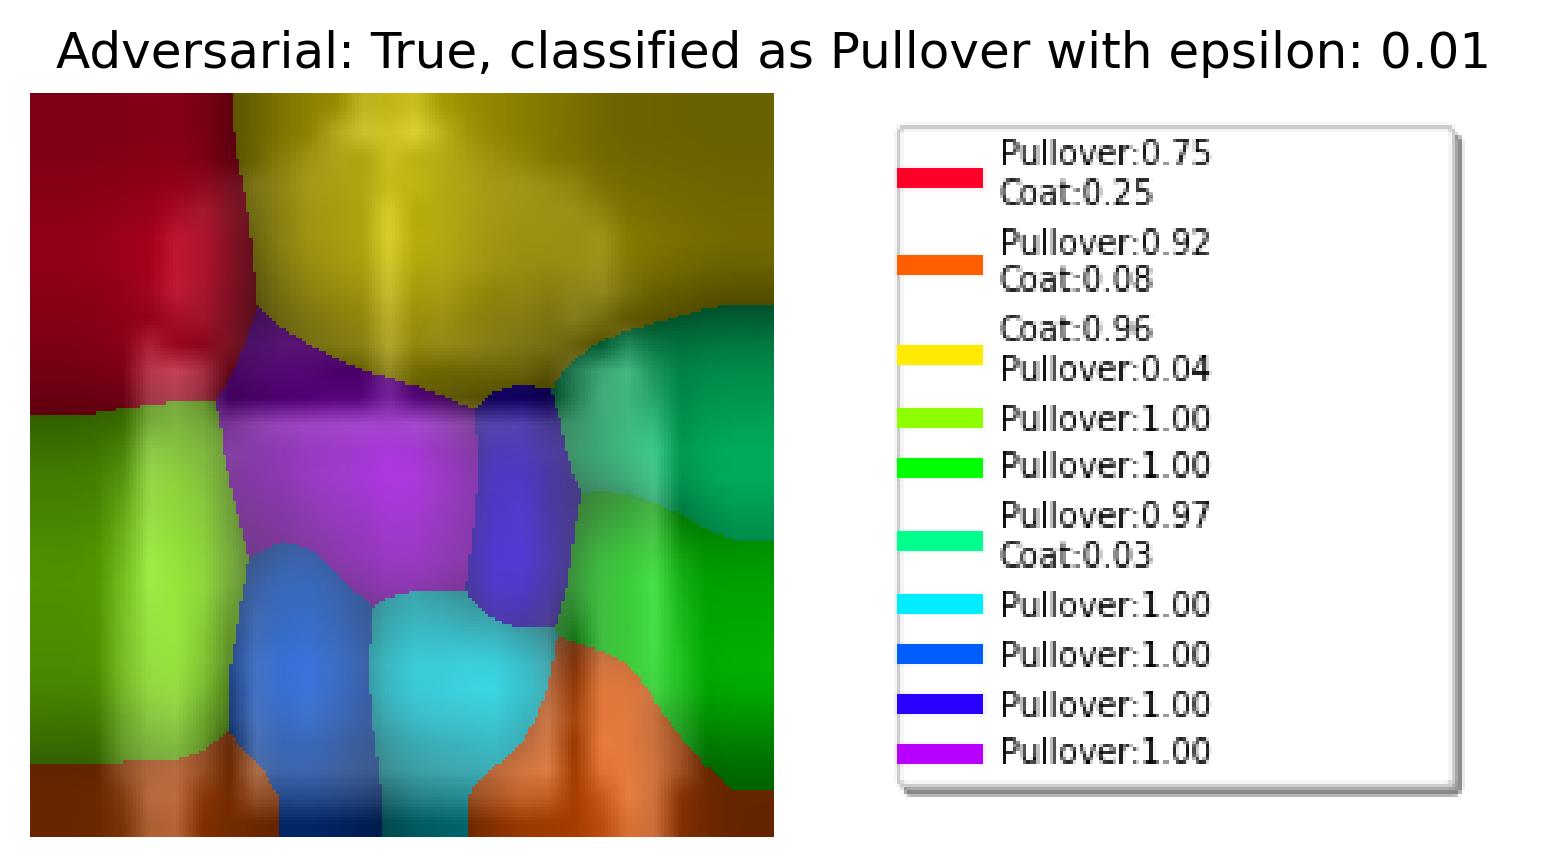 Adversarial: True, classified as Pullover with epsilon: 0.01
Pullover:0.75
Coat:0.25
Pullover:0.92
Coat:0.08
Coat:0.96
Pullover:0.04
Pullover:1.00
Pullover:1.00
Pullover:0.97
Coat:0.03
Pullover:1.00
Pullover:1.00
Pullover:1.00
Pullover:1.00